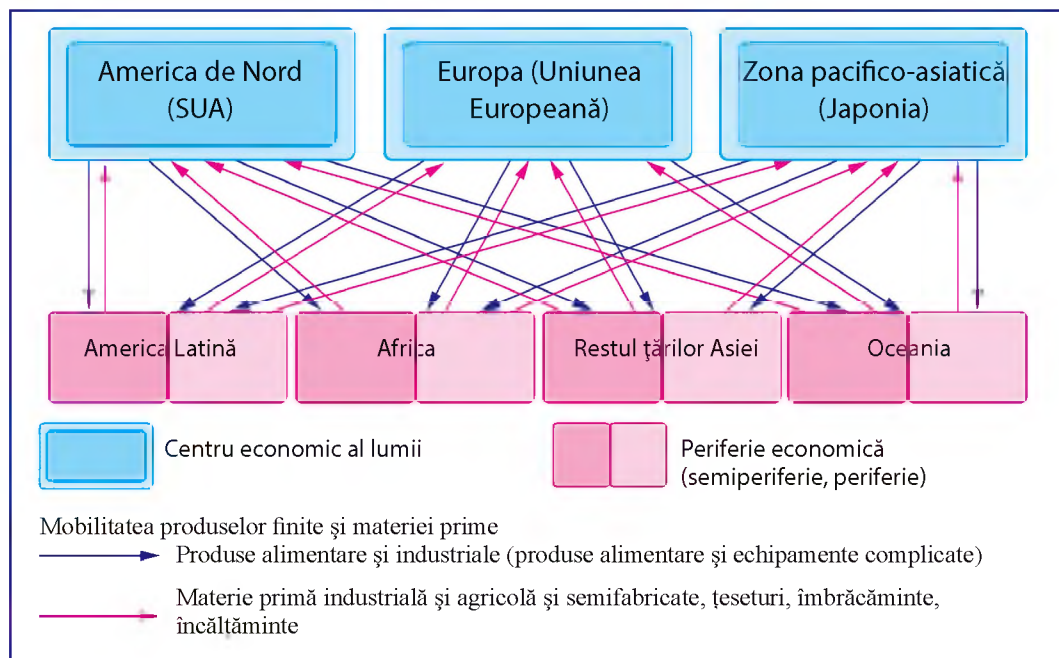 America de Nord
(SUA)
Europa (Uniunea
Europeană)
Zona pacifico-asiatică
(Japonia)
America Latină
Africa
Restul ţărilor Asiei
Oceania
Centru economic al lumii
Periferie economică
(semiperiferie, periferie)
Mobilitatea produselor finite şi materiei prime
Produse alimentare şi industriale (produse alimentare şi echipamente complicate)
Materie primă industrială şi agricolă şi semifabricate, ţeseturi, îmbrăcăminte,
încălţăminte